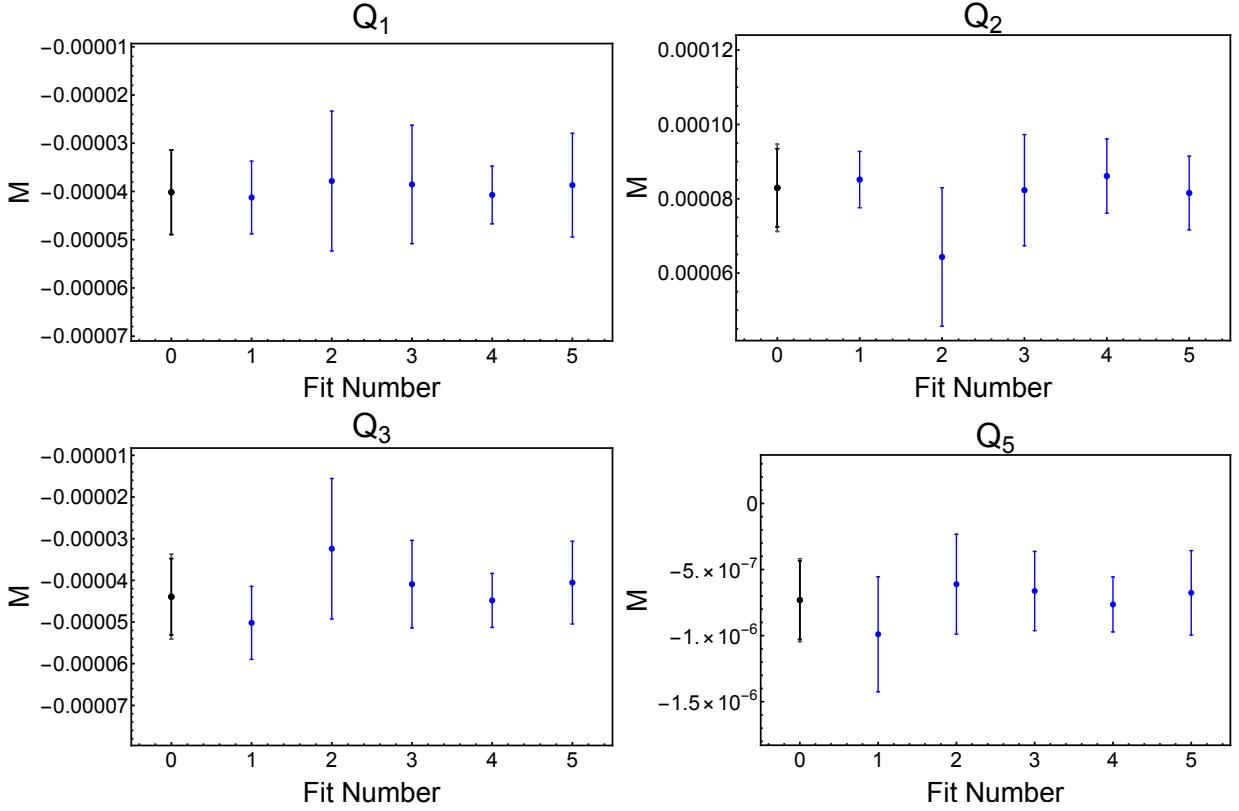 Q₁
−0.00001
−0.00002
−0.00003
−0.00004
−0.00005
−0.00006
−0.00007
M
0 1 2 3 4 5
Fit Number
Q₂
0.00012
0.00010
0.00008
0.00006
M
0 1 2 3 4 5
Fit Number
Q₃
−0.00001
−0.00002
−0.00003
−0.00004
−0.00005
−0.00006
−0.00007
M
0 1 2 3 4 5
Fit Number
Q₅
0
−5.×10⁻⁷
−1.×10⁻⁶
−1.5×10⁻⁶
M
0 1 2 3 4 5
Fit Number